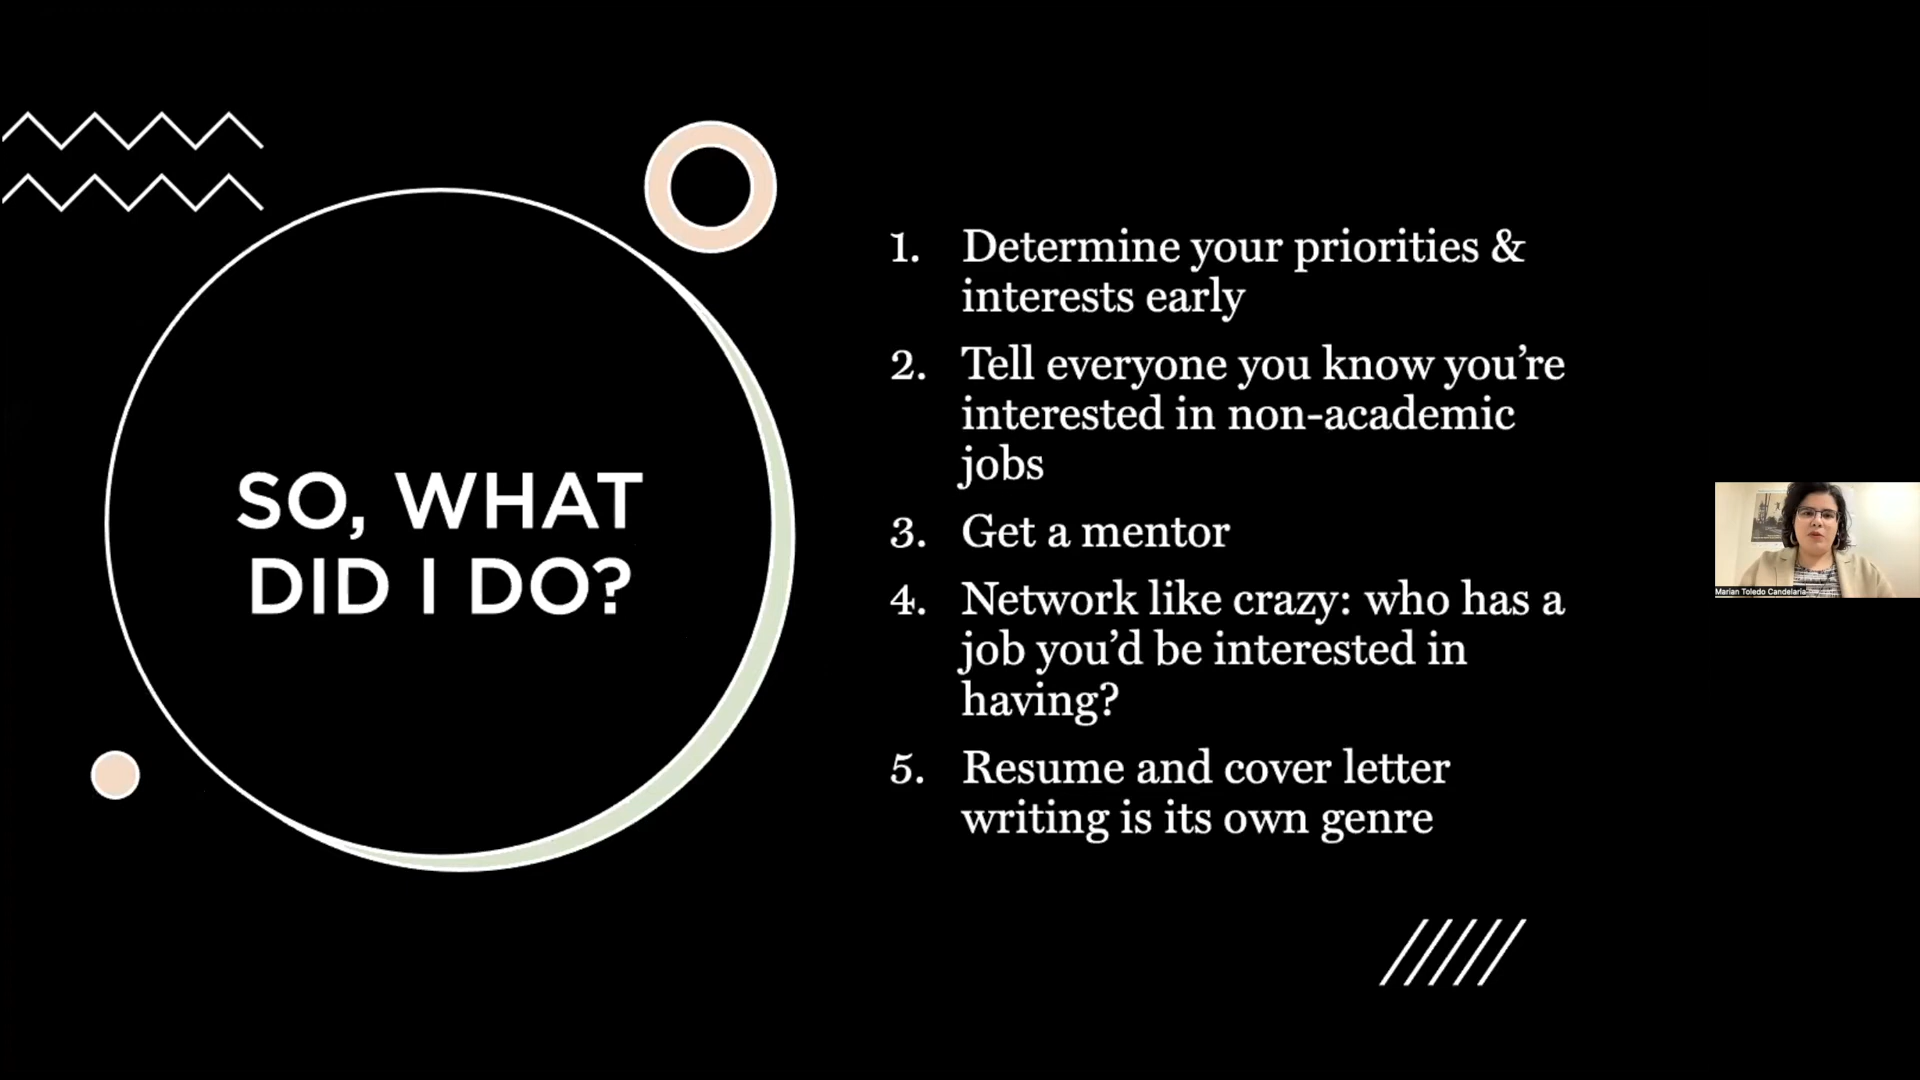 SO, WHAT
DID I DO?
1. Determine your priorities &
interests early
2. Tell everyone you know you’re
interested in non-academic
jobs
3. Get a mentor
4. Network like crazy: who has a
job you’d be interested in
having?
5. Resume and cover letter
writing is its own genre
Marian Toledo Candelaria